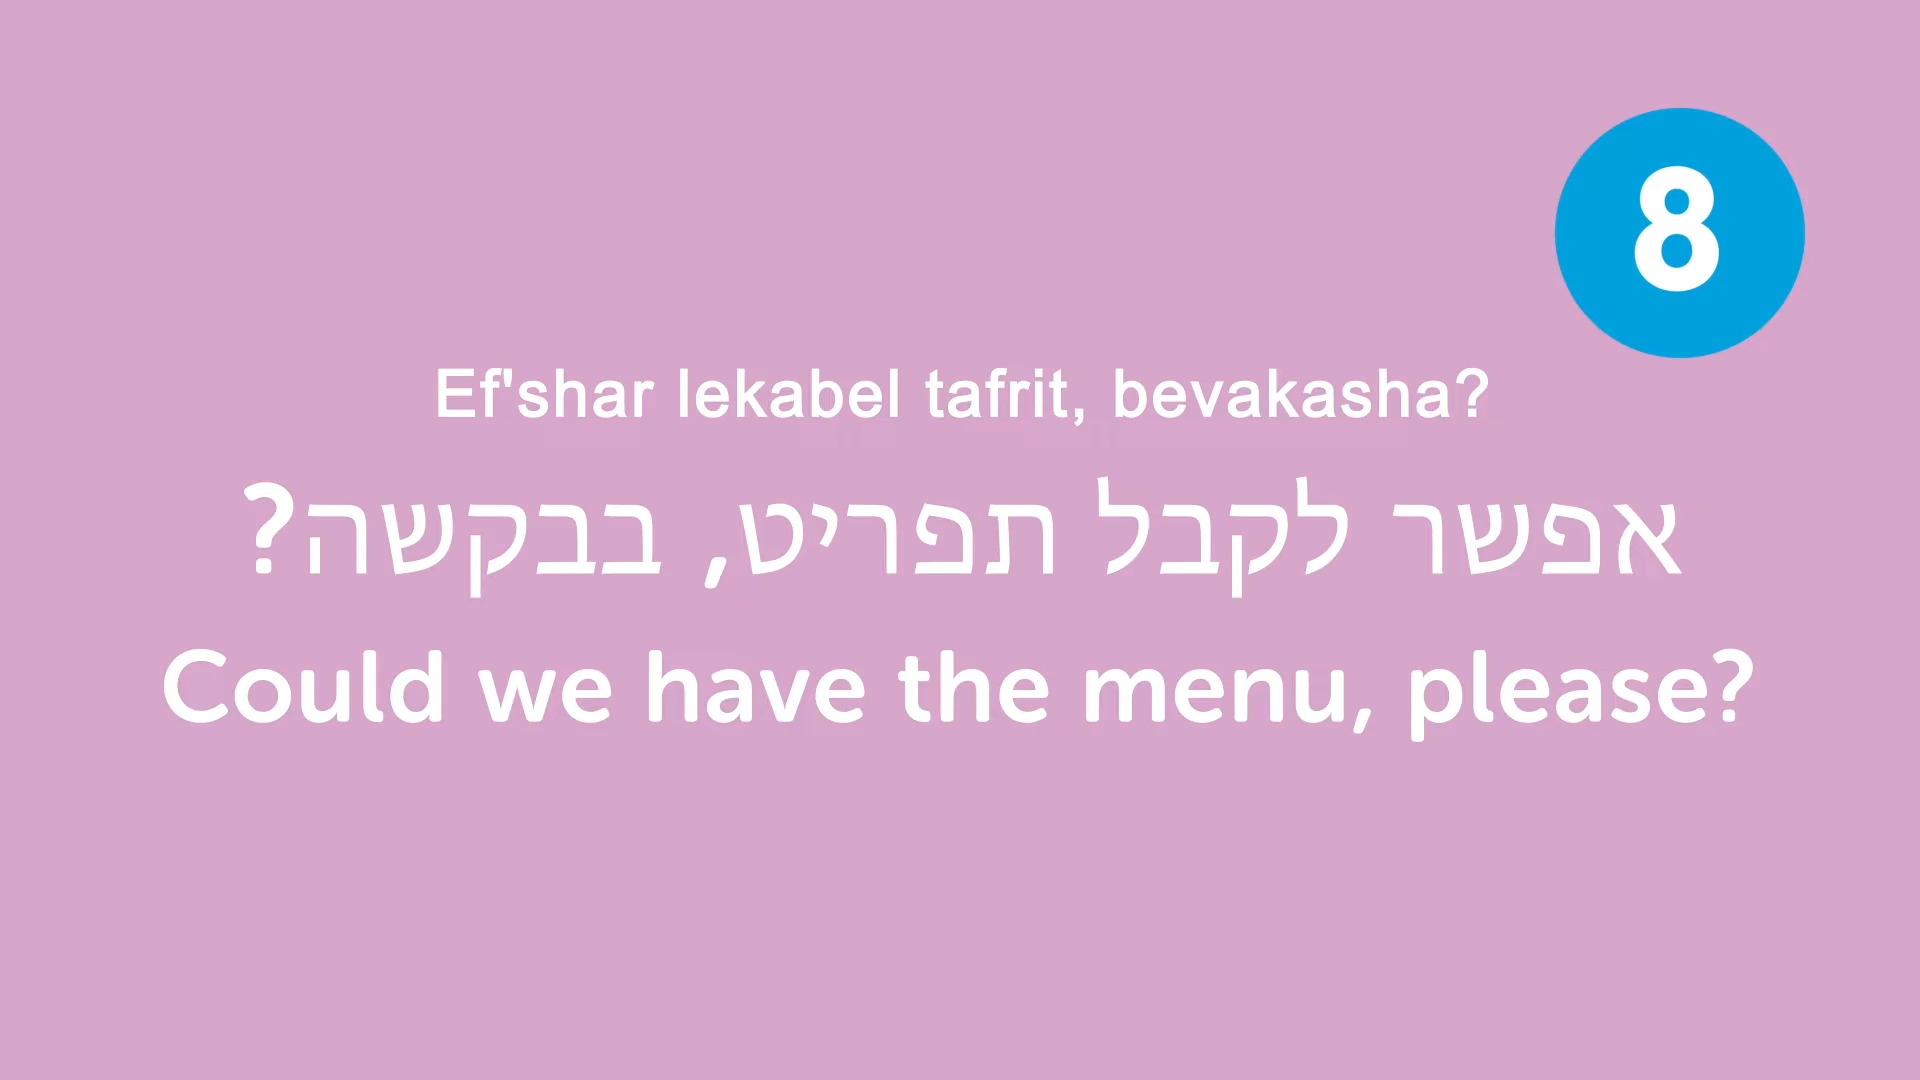 8
Ef'shar lekabel tafrit, bevakasha?
אפשר לקבל תפריט, בבקשה?
Could we have the menu, please?